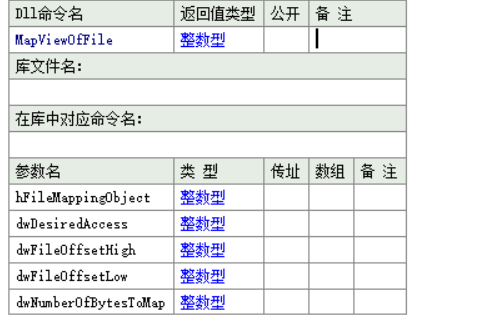 Dll命令名 返回值类型 公开 备 注
MapViewOfFile 整数型
库文件名：
在库中对应命令名：
参数名 类 型 传址 数组 备 注
hFileMappingObject 整数型
dwDesiredAccess 整数型
dwFileOffsetHigh 整数型
dwFileOffsetLow 整数型
dwNumberOfBytesToMap 整数型